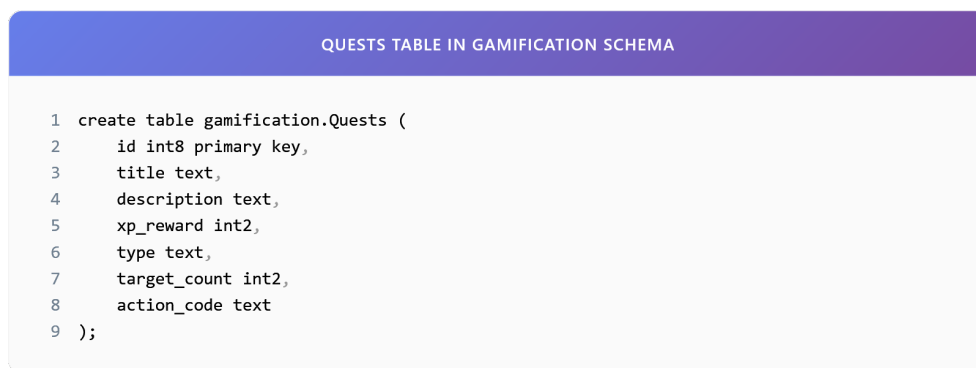 QUESTS TABLE IN GAMIFICATION SCHEMA
1 create table gamification.Quests (
2 id int8 primary key,
3 title text,
4 description text,
5 xp_reward int2,
6 type text,
7 target_count int2,
8 action_code text
9 );